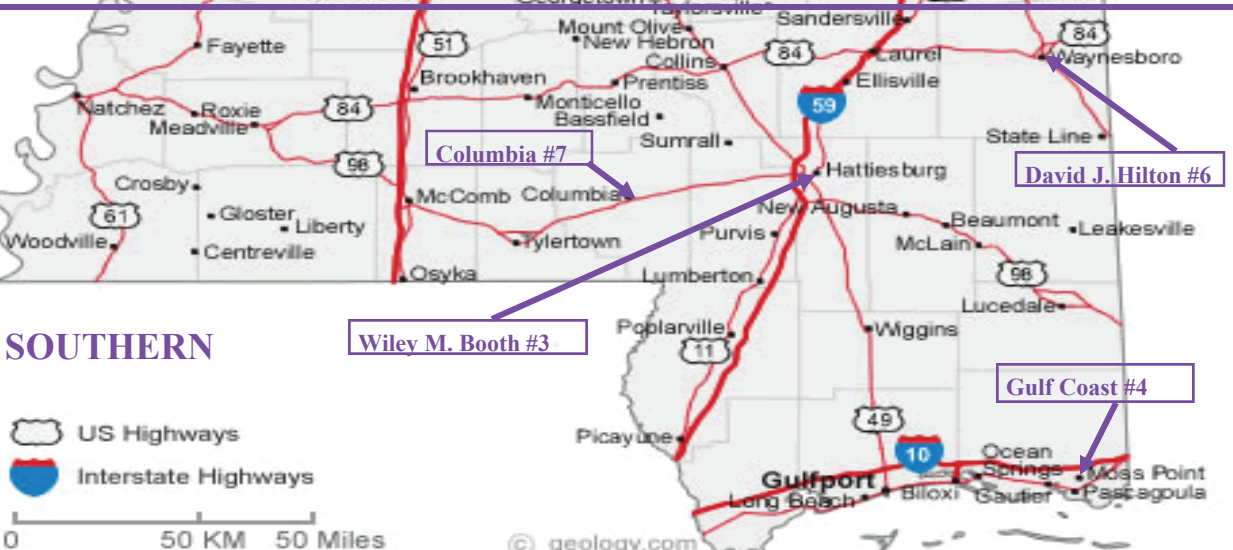 Sandersville
Mount Olive
New Hebron
Collins
Fayette
51
84
84
Laurel
Waynesboro
Brookhaven
Prentiss
Ellisville
Natchez
Roxie
Meadville
84
Monticello
Bassfield
59
Sumrall
State Line
Columbia #7
98
David J. Hilton #6
Crosby
McComb
Columbia
Hattiesburg
61
Gloster
Liberty
New Augusta
Beaumont
Leakesville
Woodville
Centreville
Tylertown
Purvis
McLain
Osyka
Lumberton
98
Lucedale
SOUTHERN
Wiley M. Booth #3
Poplarville
Wiggins
11
Gulf Coast #4
US Highways
Picayune
49
10
Interstate Highways
Ocean
Springs
Moss Point
Gulfport
Long Beach
Biloxi
Gautier
Pascagoula
0 50 KM 50 Miles
© geology.com